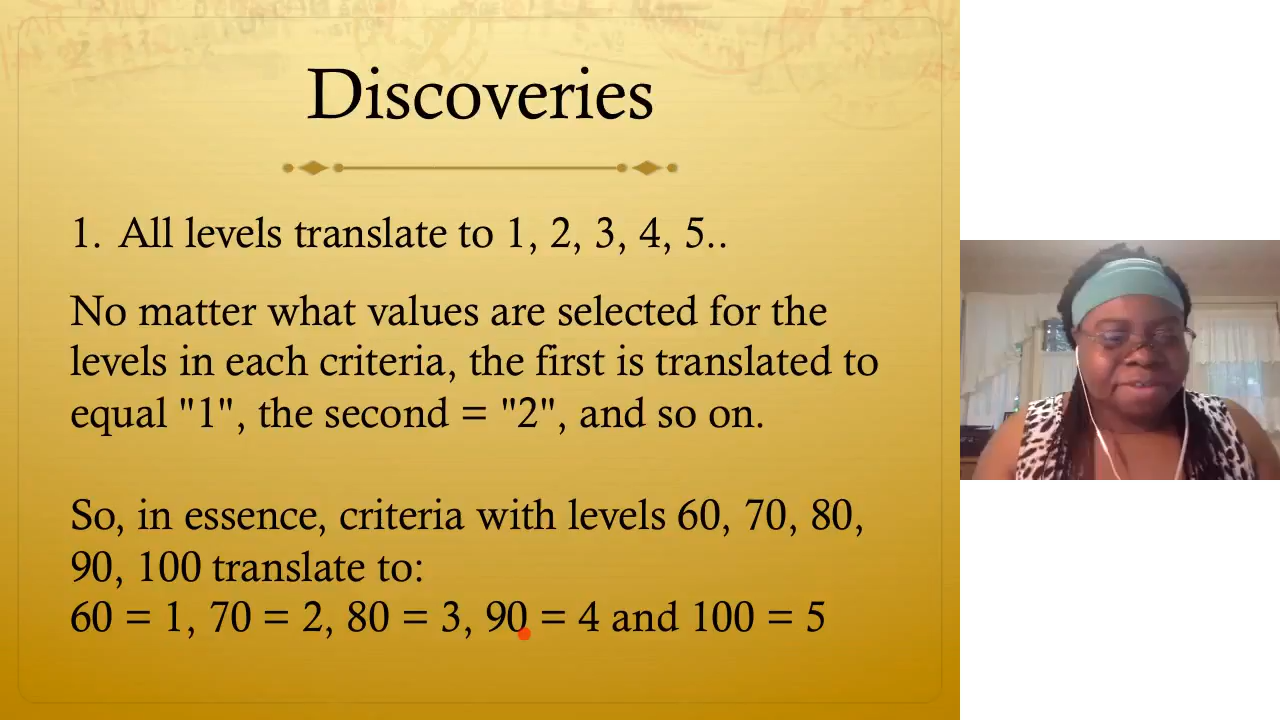 Discoveries
1. All levels translate to 1, 2, 3, 4, 5..
No matter what values are selected for the
levels in each criteria, the first is translated to
equal "1", the second = "2", and so on.
So, in essence, criteria with levels 60, 70, 80,
90, 100 translate to:
60 = 1, 70 = 2, 80 = 3, 90 = 4 and 100 = 5